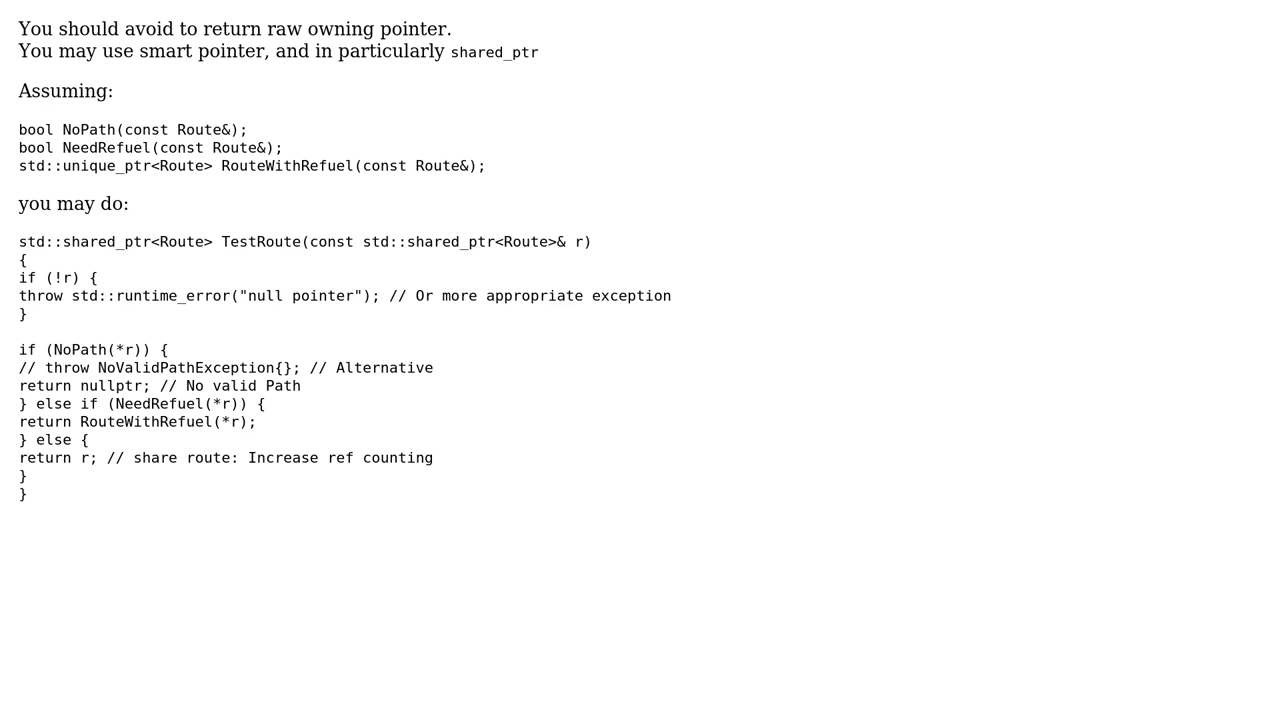 You should avoid to return raw owning pointer.
You may use smart pointer, and in particularly shared_ptr
Assuming:
bool NoPath(const Route&);
bool NeedRefuel(const Route&);
std::unique_ptr<Route> RouteWithRefuel(const Route&);
you may do:
std::shared_ptr<Route> TestRoute(const std::shared_ptr<Route>& r)
{
if (!r) {
throw std::runtime_error("null pointer"); // Or more appropriate exception
}
if (NoPath(*r)) {
// throw NoValidPathException{}; // Alternative
return nullptr; // No valid Path
} else if (NeedRefuel(*r)) {
return RouteWithRefuel(*r);
} else {
return r; // share route: Increase ref counting
}
}